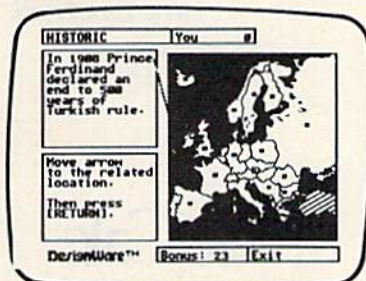 HISTORIC You 0
In 1908 Prince
Ferdinand
declared an
end to 500
years of
Turkish rule.
Move arrow
to the related
location.
Then press
[RETURN].
DesignWare™ Bonus: 23 Exit